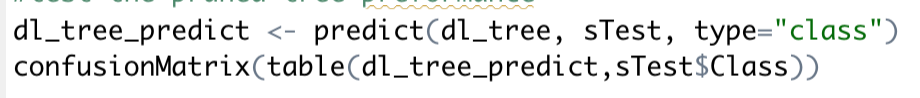 dl_tree_predict <- predict(dl_tree, sTest, type="class")
confusionMatrix(table(dl_tree_predict,sTest$Class))